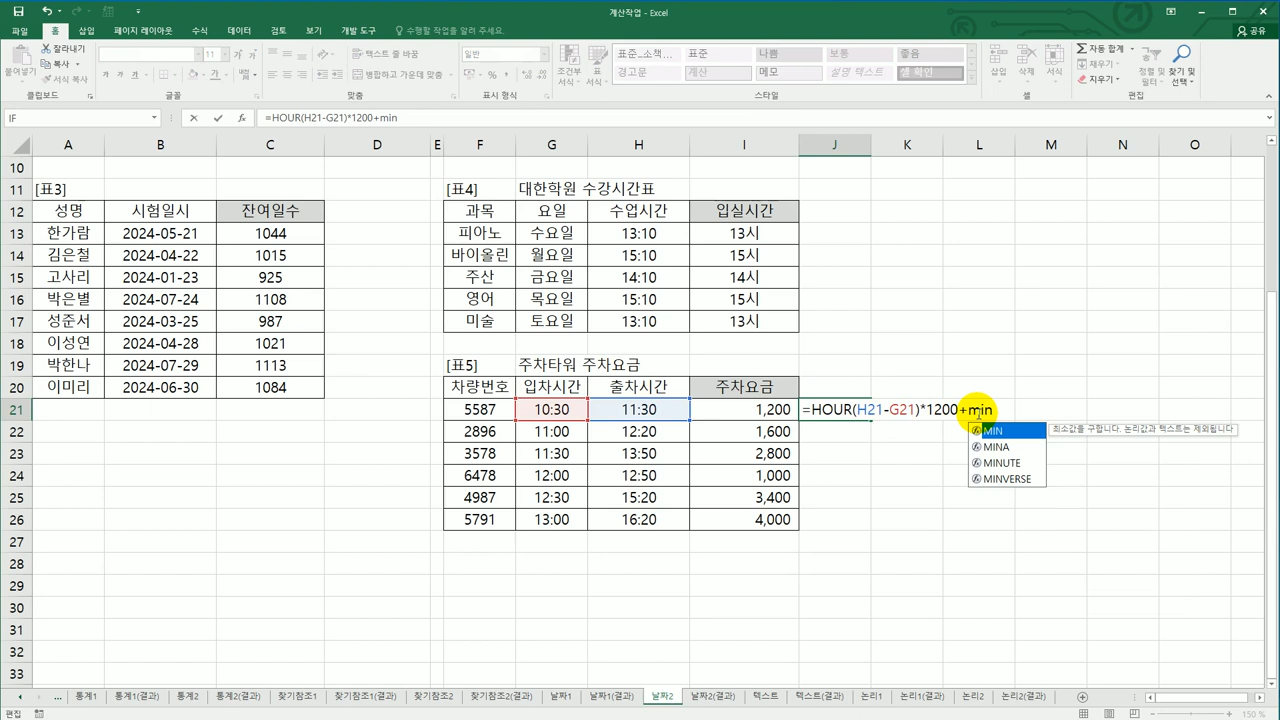 계산작업 - Excel
파일 홈 삽입 페이지 레이아웃 수식 데이터 검토 보기 개발 도구 수행할 작업을 알려 주세요. 공유
붙여넣기 잘라내기 복사 서식 복사 클립보드
11 가 가 가 글꼴
텍스트 줄 바꿈 병합하고 가운데 맞춤 맞춤
일반 % 표시 형식
조건부 서식 표 서식 표준_소책... 표준 나쁨 보통 좋음
경고문 계산 메모 설명 텍스트 셀 확인 스타일
삽입 삭제 서식 셀
자동 합계 채우기 지우기 정렬 및 필터 찾기 및 선택 편집
IF =HOUR(H21-G21)*1200+min
A B C D E F G H I J K L M N O
10
11 [표3] [표4] 대한학원 수강시간표
12 성명 시험일시 잔여일수 과목 요일 수업시간 입실시간
13 한가람 2024-05-21 1044 피아노 수요일 13:10 13시
14 김은철 2024-04-22 1015 바이올린 월요일 15:10 15시
15 고사리 2024-01-23 925 주산 금요일 14:10 14시
16 박은별 2024-07-24 1108 영어 목요일 15:10 15시
17 성준서 2024-03-25 987 미술 토요일 13:10 13시
18 이성연 2024-04-28 1021
19 박한나 2024-07-29 1113 [표5] 주차타워 주차요금
20 이미리 2024-06-30 1084 차량번호 입차시간 출차시간 주차요금
21 5587 10:30 11:30 1,200 =HOUR(H21-G21)*1200+min
22 2896 11:00 12:20 1,600 MIN 최소값을 구합니다. 논리값과 텍스트는 제외됩니다
23 3578 11:30 13:50 2,800 MINA
MINUTE
24 6478 12:00 12:50 1,000 MINVERSE
25 4987 12:30 15:20 3,400
26 5791 13:00 16:20 4,000
27
28
29
30
31
32
33
... 통계1 통계1(결과) 통계2 통계2(결과) 찾기참조1 찾기참조1(결과) 찾기참조2 찾기참조2(결과) 날짜1 날짜1(결과) 날짜2 날짜2(결과) 텍스트 텍스트(결과) 논리1 논리1(결과) 논리2 논리2(결과)
편집 150 %